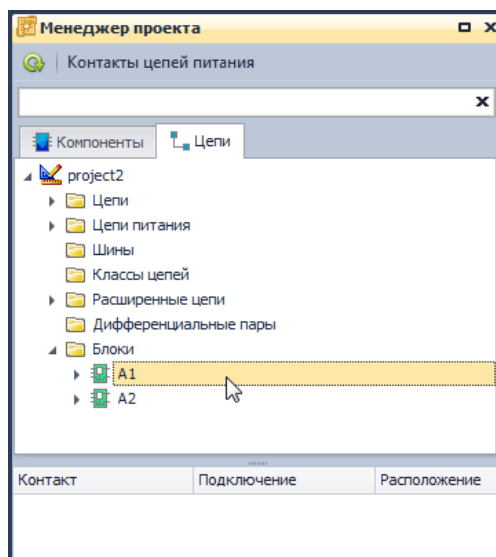 Менеджер проекта
Контакты цепей питания
Компоненты Цепи
project2
Цепи
Цепи питания
Шины
Классы цепей
Расширенные цепи
Дифференциальные пары
Блоки
A1
A2
Контакт Подключение Расположение